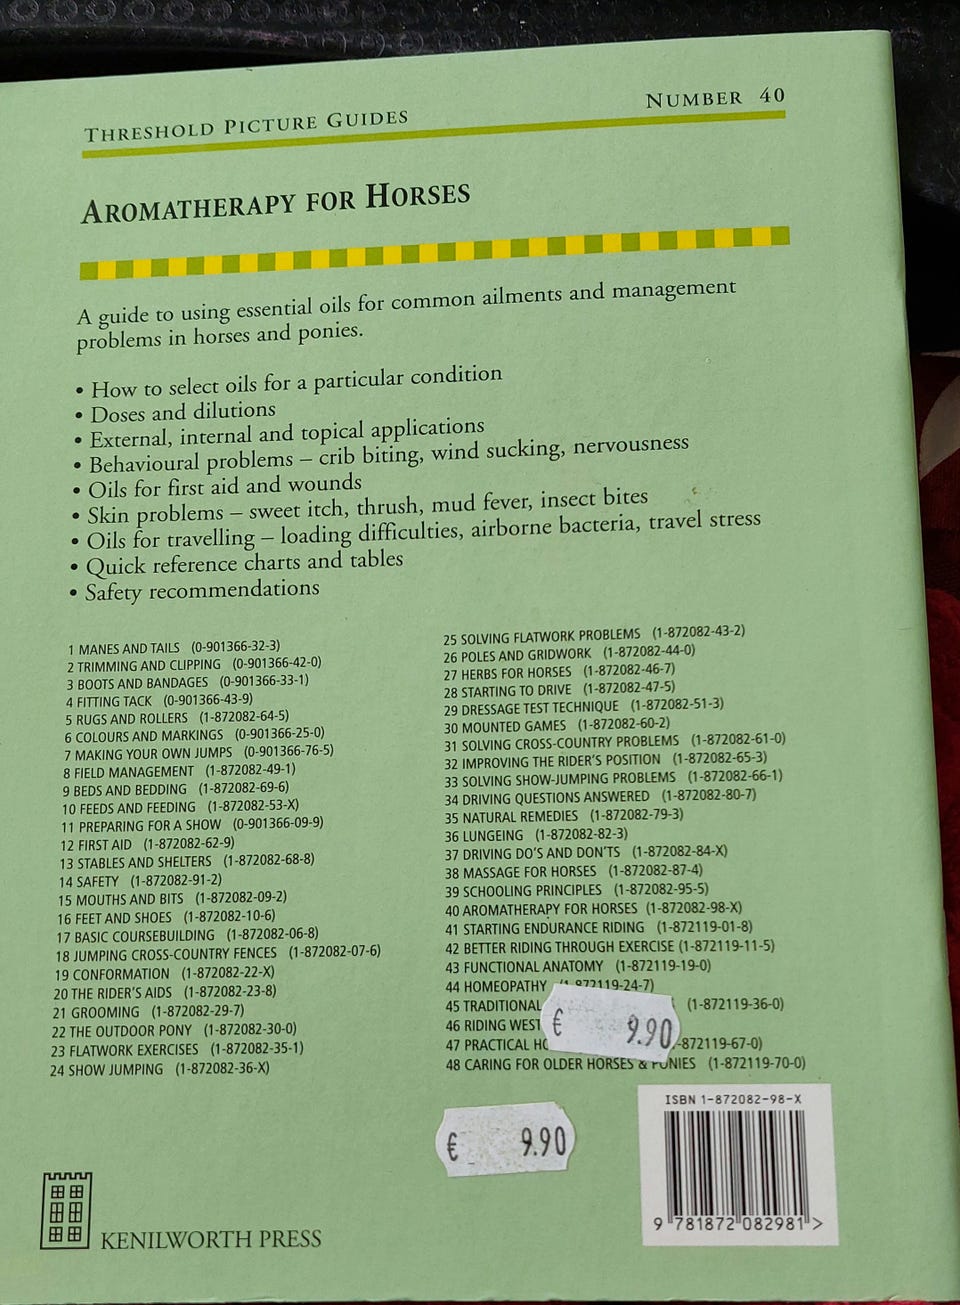 THRESHOLD PICTURE GUIDES
NUMBER 40
AROMATHERAPY FOR HORSES
A guide to using essential oils for common ailments and management
problems in horses and ponies.
• How to select oils for a particular condition
• Doses and dilutions
• External, internal and topical applications
• Behavioural problems – crib biting, wind sucking, nervousness
• Oils for first aid and wounds
• Skin problems – sweet itch, thrush, mud fever, insect bites
• Oils for travelling – loading difficulties, airborne bacteria, travel stress
• Quick reference charts and tables
• Safety recommendations
1 MANES AND TAILS (0-901366-32-3)
2 TRIMMING AND CLIPPING (0-901366-42-0)
3 BOOTS AND BANDAGES (0-901366-33-1)
4 FITTING TACK (0-901366-43-9)
5 RUGS AND ROLLERS (1-872082-64-5)
6 COLOURS AND MARKINGS (0-901366-25-0)
7 MAKING YOUR OWN JUMPS (0-901366-76-5)
8 FIELD MANAGEMENT (1-872082-49-1)
9 BEDS AND BEDDING (1-872082-69-6)
10 FEEDS AND FEEDING (1-872082-53-X)
11 PREPARING FOR A SHOW (0-901366-09-9)
12 FIRST AID (1-872082-62-9)
13 STABLES AND SHELTERS (1-872082-68-8)
14 SAFETY (1-872082-91-2)
15 MOUTHS AND BITS (1-872082-09-2)
16 FEET AND SHOES (1-872082-10-6)
17 BASIC COURSEBUILDING (1-872082-06-8)
18 JUMPING CROSS-COUNTRY FENCES (1-872082-07-6)
19 CONFORMATION (1-872082-22-X)
20 THE RIDER'S AIDS (1-872082-23-8)
21 GROOMING (1-872082-29-7)
22 THE OUTDOOR PONY (1-872082-30-0)
23 FLATWORK EXERCISES (1-872082-35-1)
24 SHOW JUMPING (1-872082-36-X)
25 SOLVING FLATWORK PROBLEMS (1-872082-43-2)
26 POLES AND GRIDWORK (1-872082-44-0)
27 HERBS FOR HORSES (1-872082-46-7)
28 STARTING TO DRIVE (1-872082-47-5)
29 DRESSAGE TEST TECHNIQUE (1-872082-51-3)
30 MOUNTED GAMES (1-872082-60-2)
31 SOLVING CROSS-COUNTRY PROBLEMS (1-872082-61-0)
32 IMPROVING THE RIDER'S POSITION (1-872082-65-3)
33 SOLVING SHOW-JUMPING PROBLEMS (1-872082-66-1)
34 DRIVING QUESTIONS ANSWERED (1-872082-80-7)
35 NATURAL REMEDIES (1-872082-79-3)
36 LUNGEING (1-872082-82-3)
37 DRIVING DO'S AND DON'TS (1-872082-84-X)
38 MASSAGE FOR HORSES (1-872082-87-4)
39 SCHOOLING PRINCIPLES (1-872082-95-5)
40 AROMATHERAPY FOR HORSES (1-872082-98-X)
41 STARTING ENDURANCE RIDING (1-872119-01-8)
42 BETTER RIDING THROUGH EXERCISE (1-872119-11-5)
43 FUNCTIONAL ANATOMY (1-872119-19-0)
44 HOMEOPATHY (1-872119-24-7)
45 TRADITIONAL (1-872119-36-0)
46 RIDING WEST
47 PRACTICAL HO -872119-67-0)
48 CARING FOR OLDER HORSES & PONIES (1-872119-70-0)
€ 9.90
€ 9.90
ISBN 1-872082-98-X
9 781872 082981 >
KENILWORTH PRESS